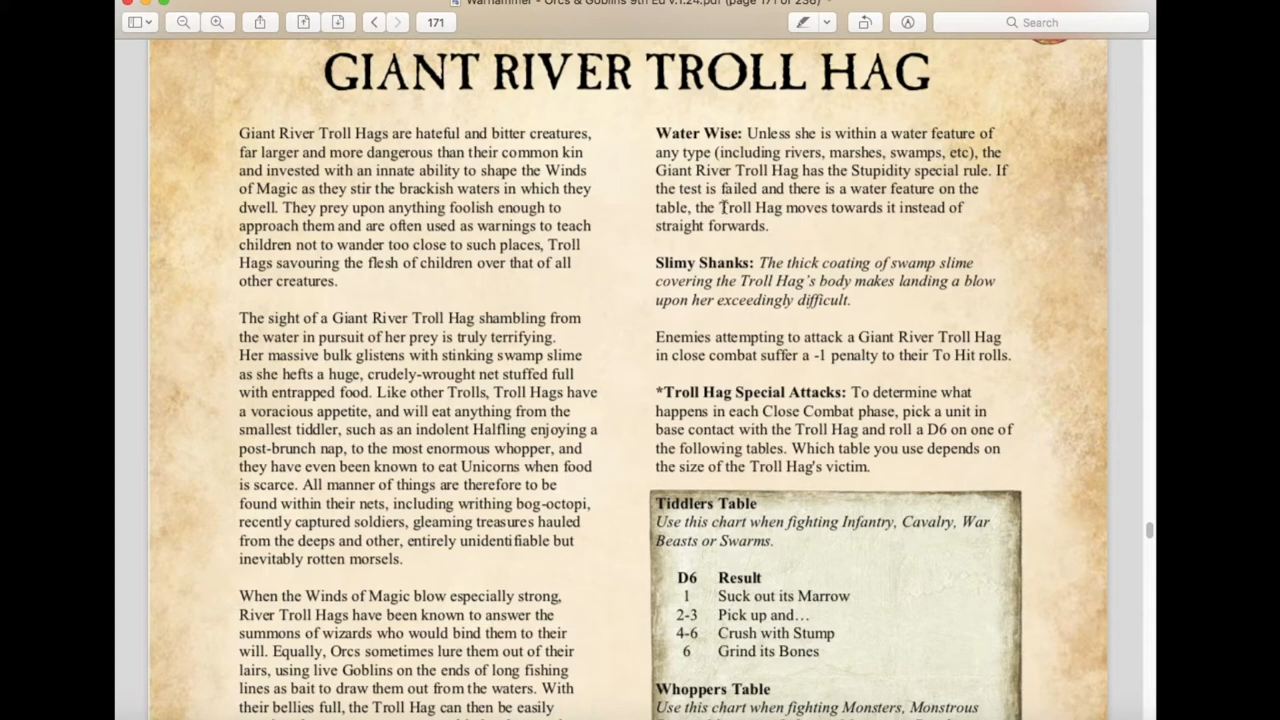 Warhammer - Orcs & Goblins 9th Ed v.1.24.pdf (page 171 of 236)
171
Search
GIANT RIVER TROLL HAG
Giant River Troll Hags are hateful and bitter creatures,
far larger and more dangerous than their common kin
and invested with an innate ability to shape the Winds
of Magic as they stir the brackish waters in which they
dwell. They prey upon anything foolish enough to
approach them and are often used as warnings to teach
children not to wander too close to such places, Troll
Hags savouring the flesh of children over that of all
other creatures.
The sight of a Giant River Troll Hag shambling from
the water in pursuit of her prey is truly terrifying.
Her massive bulk glistens with stinking swamp slime
as she hefts a huge, crudely-wrought net stuffed full
with entrapped food. Like other Trolls, Troll Hags have
a voracious appetite, and will eat anything from the
smallest tiddler, such as an indolent Halfling enjoying a
post-brunch nap, to the most enormous whopper, and
they have even been known to eat Unicorns when food
is scarce. All manner of things are therefore to be
found within their nets, including writhing bog-octopi,
recently captured soldiers, gleaming treasures hauled
from the deeps and other, entirely unidentifiable but
inevitably rotten morsels.
When the Winds of Magic blow especially strong,
River Troll Hags have been known to answer the
summons of wizards who would bind them to their
will. Equally, Orcs sometimes lure them out of their
lairs, using live Goblins on the ends of long fishing
lines as bait to draw them out from the waters. With
their bellies full, the Troll Hag can then be easily
Water Wise: Unless she is within a water feature of
any type (including rivers, marshes, swamps, etc), the
Giant River Troll Hag has the Stupidity special rule. If
the test is failed and there is a water feature on the
table, the Troll Hag moves towards it instead of
straight forwards.
Slimy Shanks: The thick coating of swamp slime
covering the Troll Hag's body makes landing a blow
upon her exceedingly difficult.
Enemies attempting to attack a Giant River Troll Hag
in close combat suffer a -1 penalty to their To Hit rolls.
*Troll Hag Special Attacks: To determine what
happens in each Close Combat phase, pick a unit in
base contact with the Troll Hag and roll a D6 on one of
the following tables. Which table you use depends on
the size of the Troll Hag's victim.
Tiddlers Table
Use this chart when fighting Infantry, Cavalry, War
Beasts or Swarms.
D6 Result
1 Suck out its Marrow
2-3 Pick up and…
4-6 Crush with Stump
6 Grind its Bones
Whoppers Table
Use this chart when fighting Monsters, Monstrous